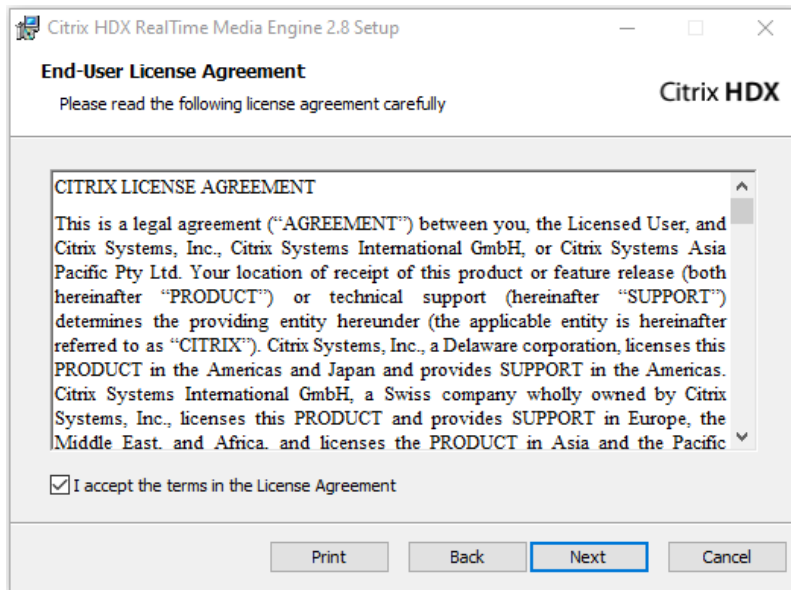 Citrix HDX RealTime Media Engine 2.8 Setup
End-User License Agreement
Please read the following license agreement carefully
Citrix HDX
CITRIX LICENSE AGREEMENT
This is a legal agreement (“AGREEMENT”) between you, the Licensed User, and
Citrix Systems, Inc., Citrix Systems International GmbH, or Citrix Systems Asia
Pacific Pty Ltd. Your location of receipt of this product or feature release (both
hereinafter “PRODUCT”) or technical support (hereinafter “SUPPORT”)
determines the providing entity hereunder (the applicable entity is hereinafter
referred to as “CITRIX”). Citrix Systems, Inc., a Delaware corporation, licenses this
PRODUCT in the Americas and Japan and provides SUPPORT in the Americas.
Citrix Systems International GmbH, a Swiss company wholly owned by Citrix
Systems, Inc., licenses this PRODUCT and provides SUPPORT in Europe, the
Middle East, and Africa, and licenses the PRODUCT in Asia and the Pacific
I accept the terms in the License Agreement
Print Back Next Cancel